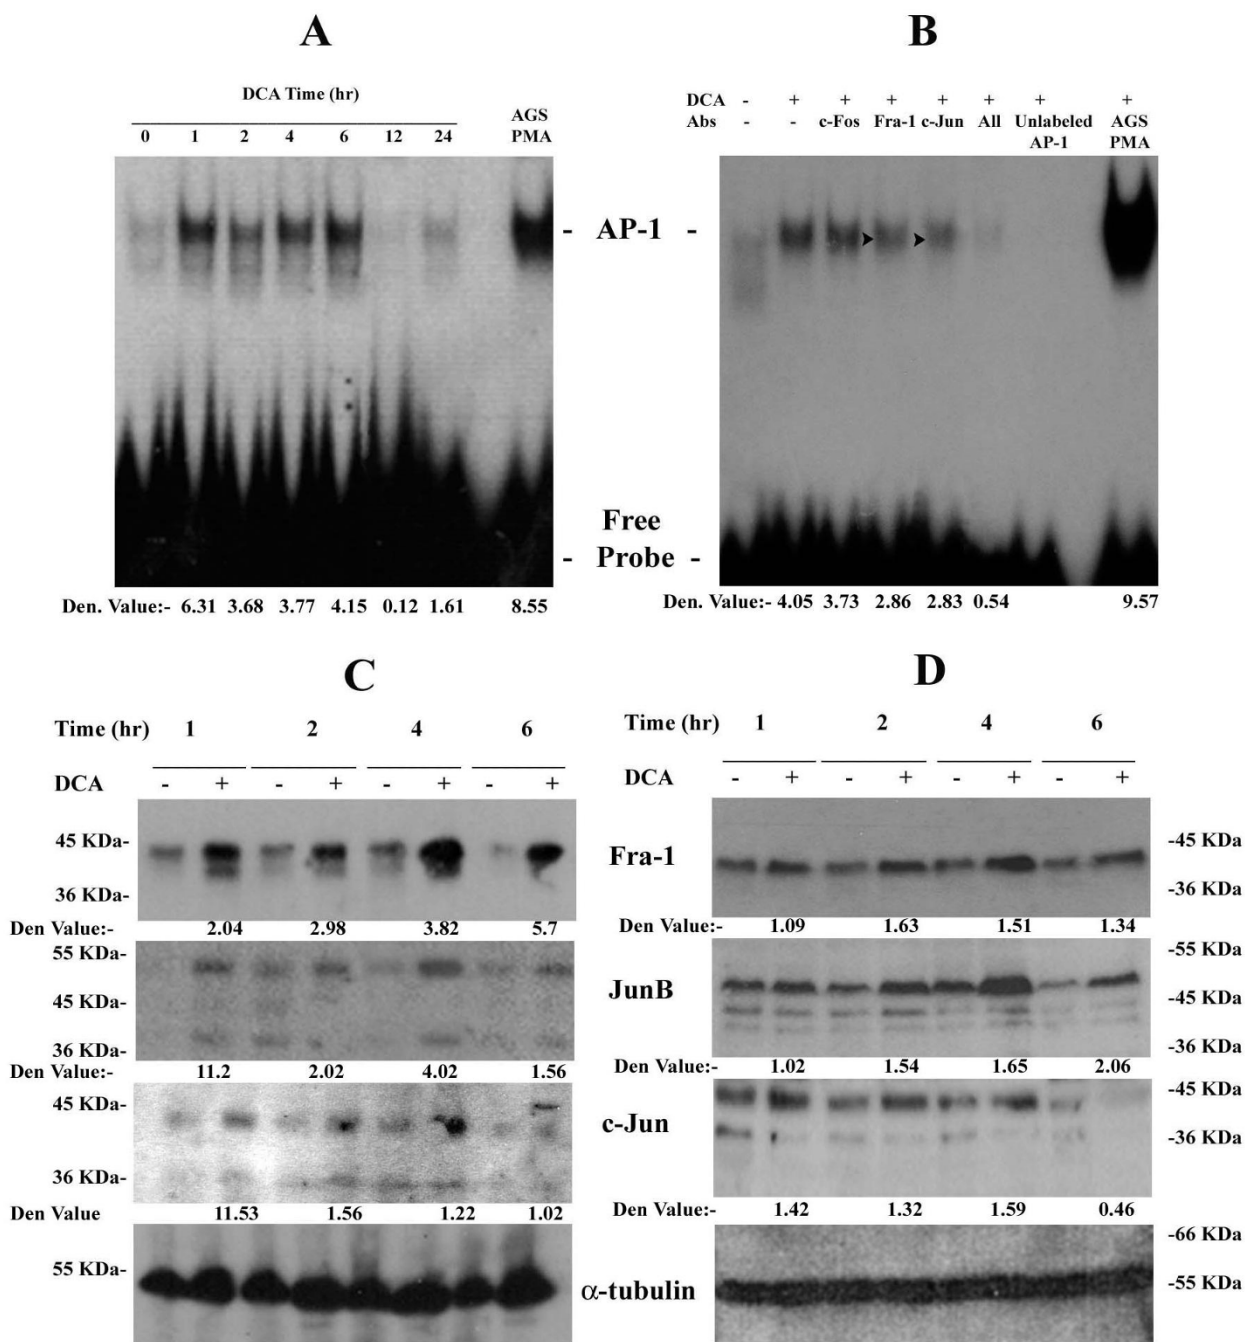 A
DCA Time (hr)
0 1 2 4 6 12 24 AGS PMA
- AP-1 -
Free
- Probe -
Den. Value:- 6.31 3.68 3.77 4.15 0.12 1.61 8.55
B
DCA - + + + + + + +
Abs - - c-Fos Fra-1 c-Jun All Unlabeled AGS
AP-1 PMA
Den. Value:- 4.05 3.73 2.86 2.83 0.54 9.57
C
Time (hr) 1 2 4 6
DCA - + - + - + - +
45 KDa-
36 KDa-
Den Value:- 2.04 2.98 3.82 5.7
55 KDa-
45 KDa-
36 KDa-
Den Value:- 11.2 2.02 4.02 1.56
45 KDa-
36 KDa-
Den Value 11.53 1.56 1.22 1.02
55 KDa-
D
Time (hr) 1 2 4 6
DCA - + - + - + - +
Fra-1
-45 KDa
-36 KDa
Den Value:- 1.09 1.63 1.51 1.34
JunB
-55 KDa
-45 KDa
-36 KDa
Den Value:- 1.02 1.54 1.65 2.06
c-Jun
-45 KDa
-36 KDa
Den Value:- 1.42 1.32 1.59 0.46
α-tubulin
-66 KDa
-55 KDa